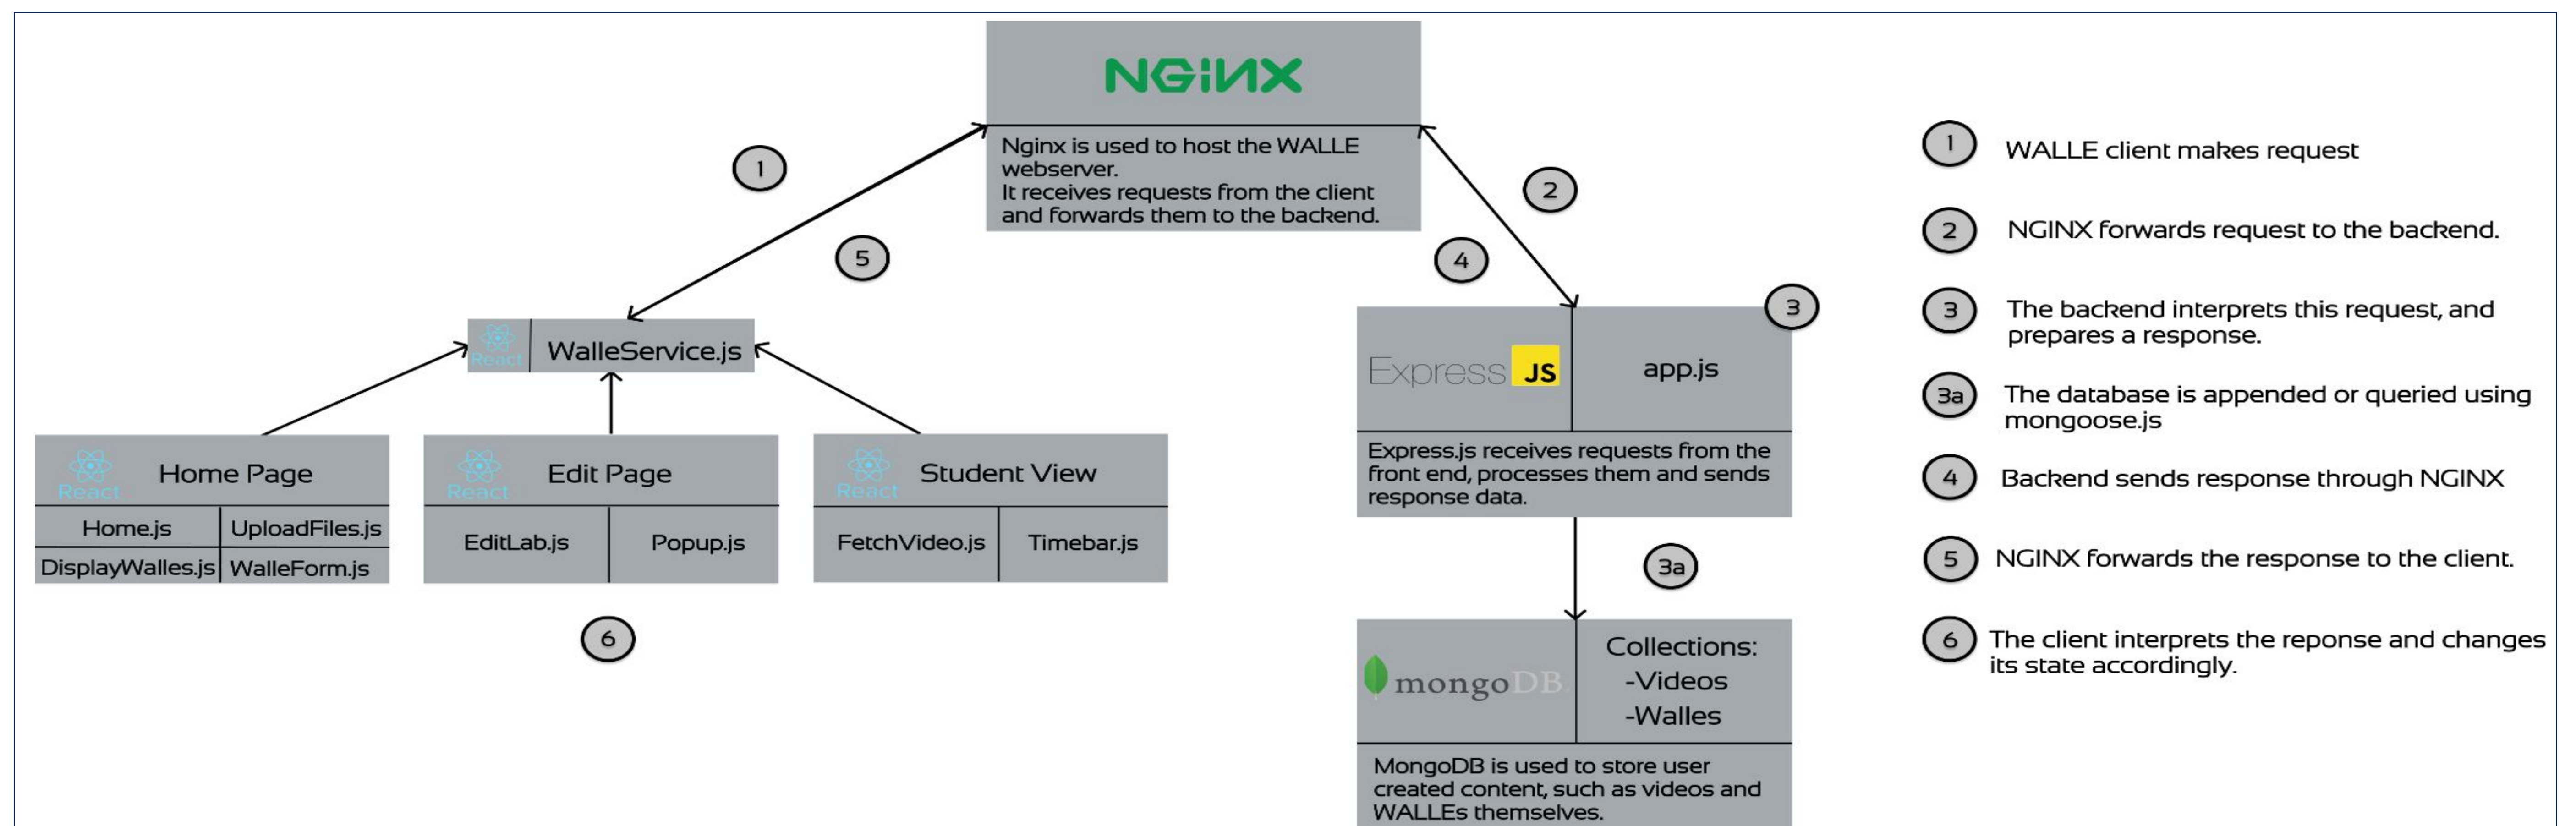 NGINX
Nginx is used to host the WALLE
webserver.
It receives requests from the client
and forwards them to the backend.
1
5
2
4
React
WalleService.js
React
Home Page
Home.js
UploadFiles.js
DisplayWalles.js
WalleForm.js
React
Edit Page
EditLab.js
Popup.js
React
Student View
FetchVideo.js
Timebar.js
6
3
Express JS
app.js
Express.js receives requests from the
front end, processes them and sends
response data.
3a
mongoDB
Collections:
-Videos
-Walles
MongoDB is used to store user
created content, such as videos and
WALLEs themselves.
1 WALLE client makes request
2 NGINX forwards request to the backend.
3 The backend interprets this request, and
prepares a response.
3a The database is appended or queried using
mongoose.js
4 Backend sends response through NGINX
5 NGINX forwards the response to the client.
6 The client interprets the reponse and changes
its state accordingly.